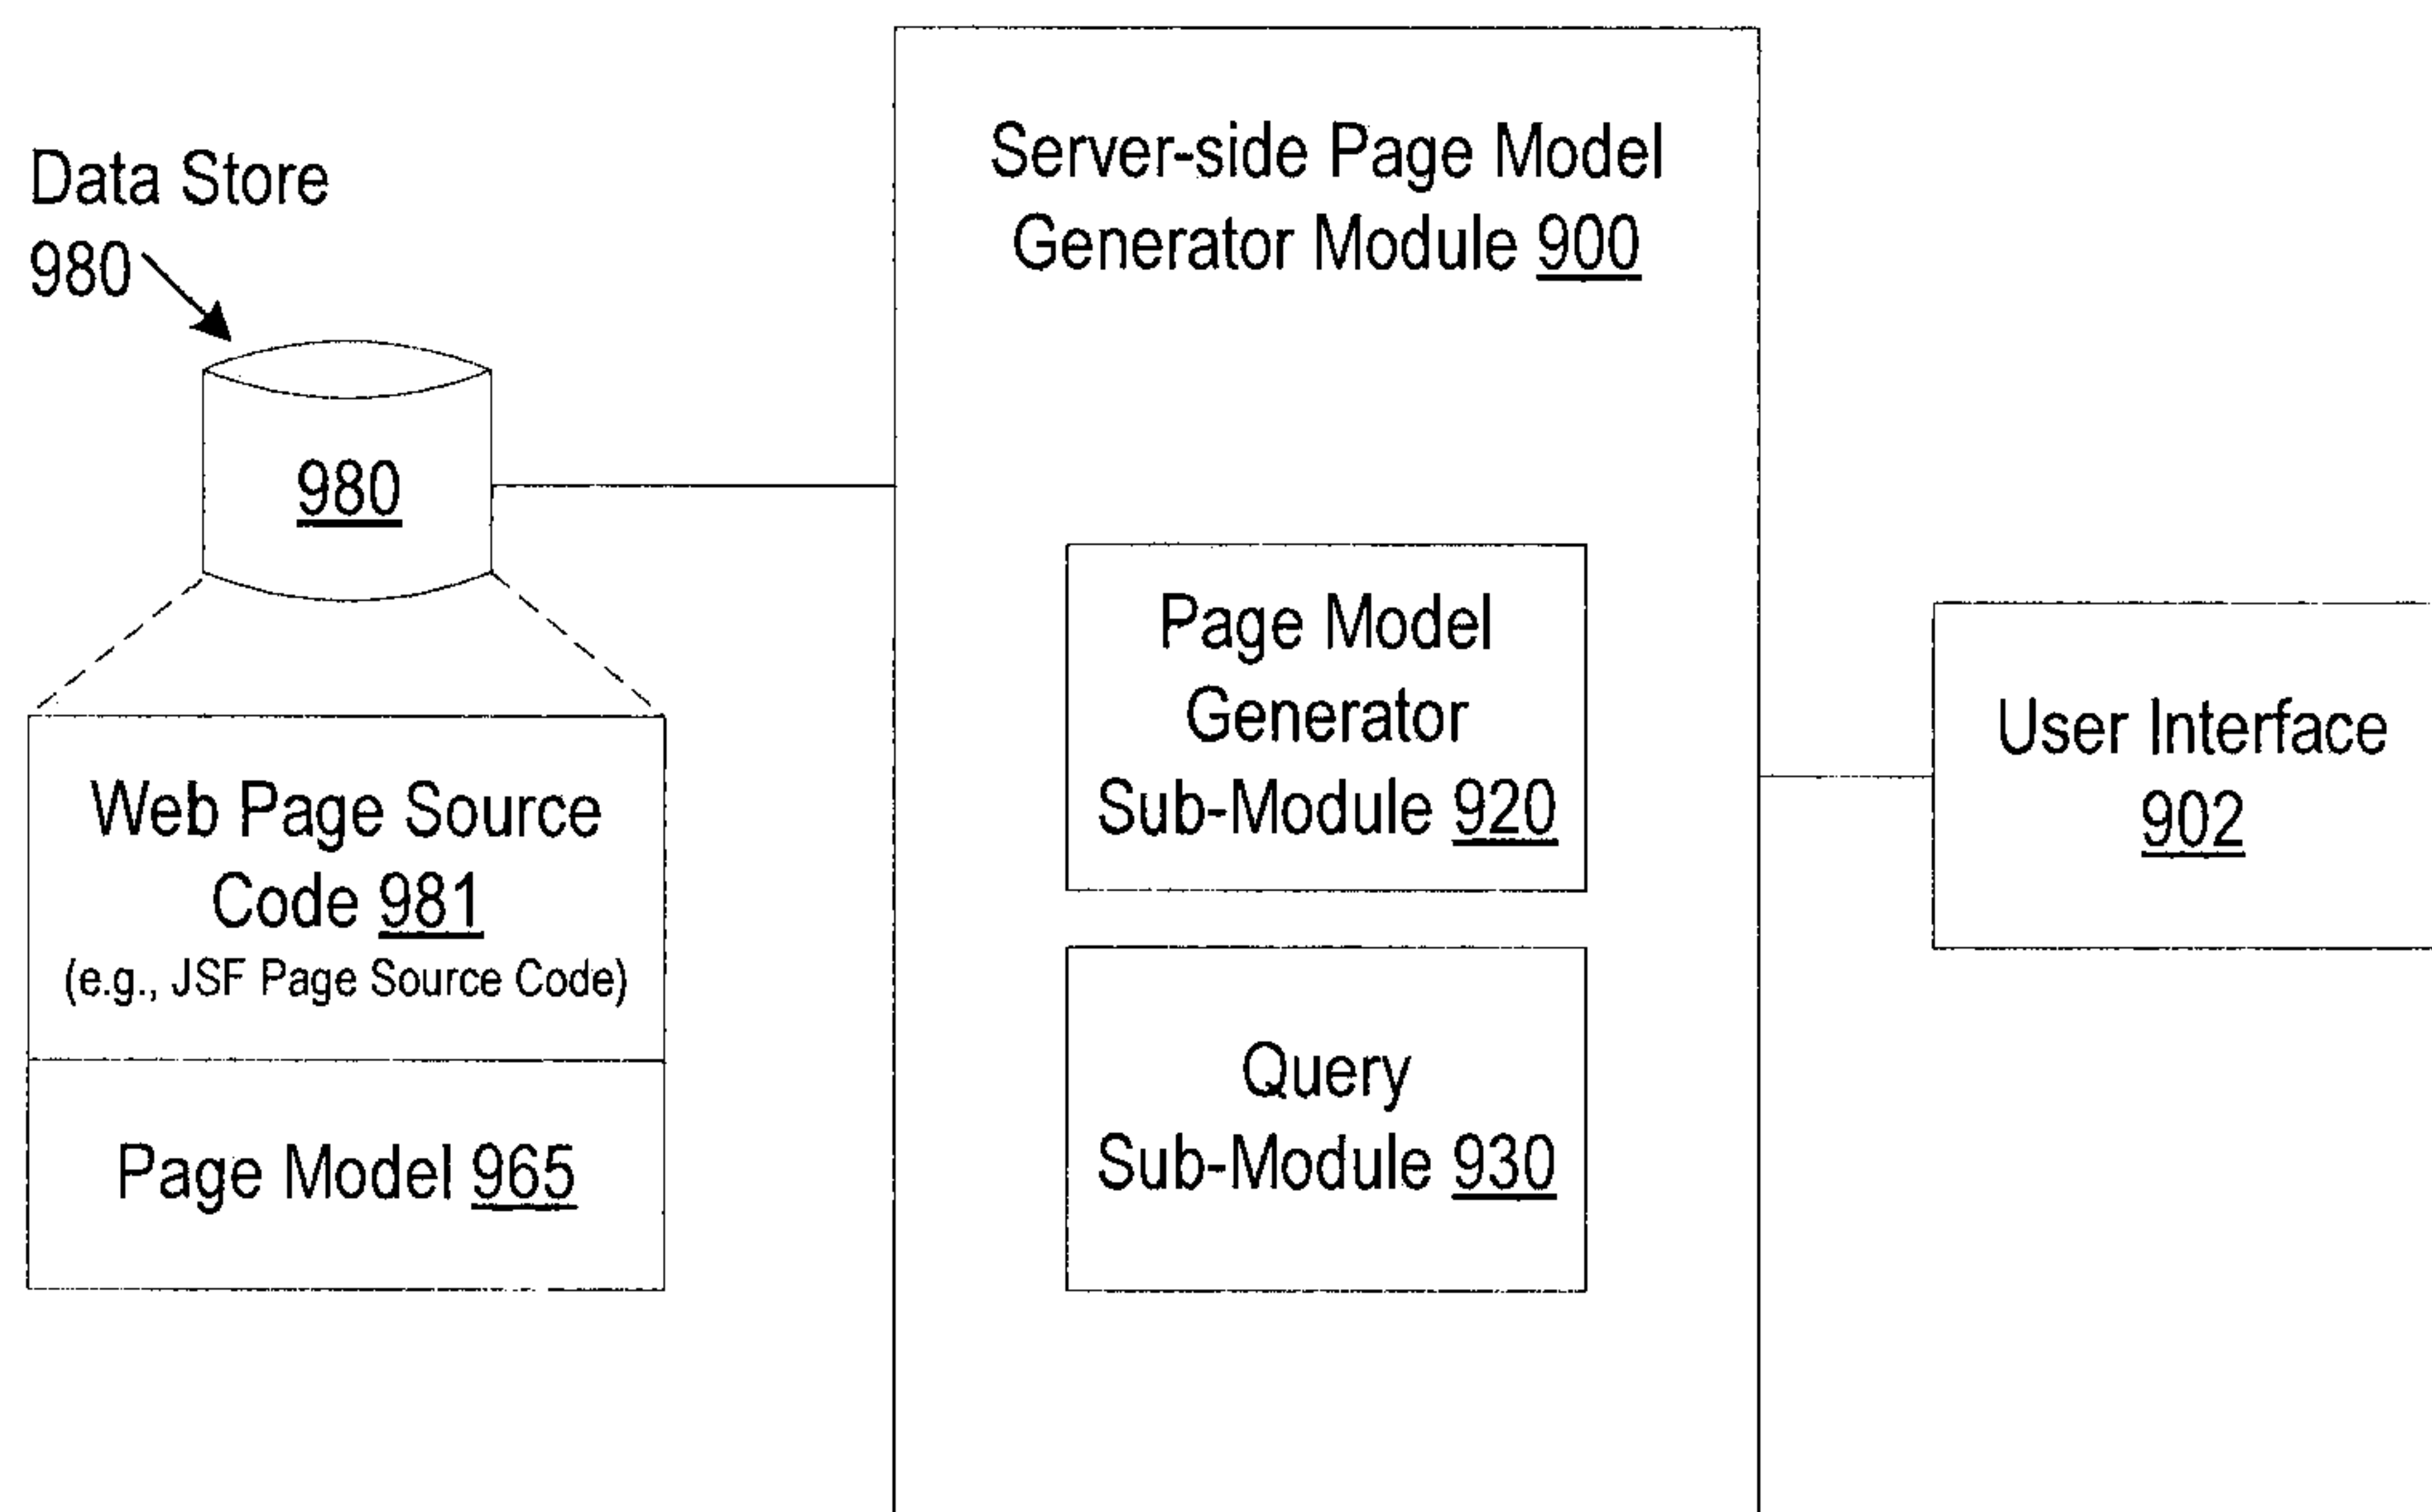 Data Store
980
980
Web Page Source
Code 981
(e.g., JSF Page Source Code)
Page Model 965
Server-side Page Model
Generator Module 900
Page Model
Generator
Sub-Module 920
Query
Sub-Module 930
User Interface
902